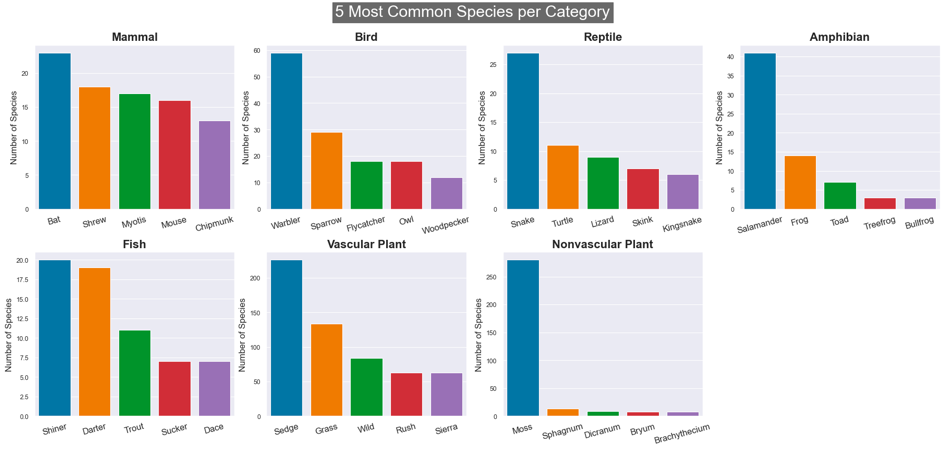 5 Most Common Species per Category
Mammal
Number of Species
20
15
10
5
0
Bat Shrew Myotis Mouse Chipmunk
Bird
Number of Species
60
50
40
30
20
10
0
Warbler Sparrow Flycatcher Owl Woodpecker
Reptile
Number of Species
25
20
15
10
5
0
Snake Turtle Lizard Skink Kingsnake
Amphibian
Number of Species
40
35
30
25
20
15
10
5
0
Salamander Frog Toad Treefrog Bullfrog
Fish
Number of Species
20.0
17.5
15.0
12.5
10.0
7.5
5.0
2.5
0.0
Shiner Darter Trout Sucker Dace
Vascular Plant
Number of Species
200
150
100
50
0
Sedge Grass Wild Rush Sierra
Nonvascular Plant
Number of Species
250
200
150
100
50
0
Moss Sphagnum Dicranum Bryum Brachythecium